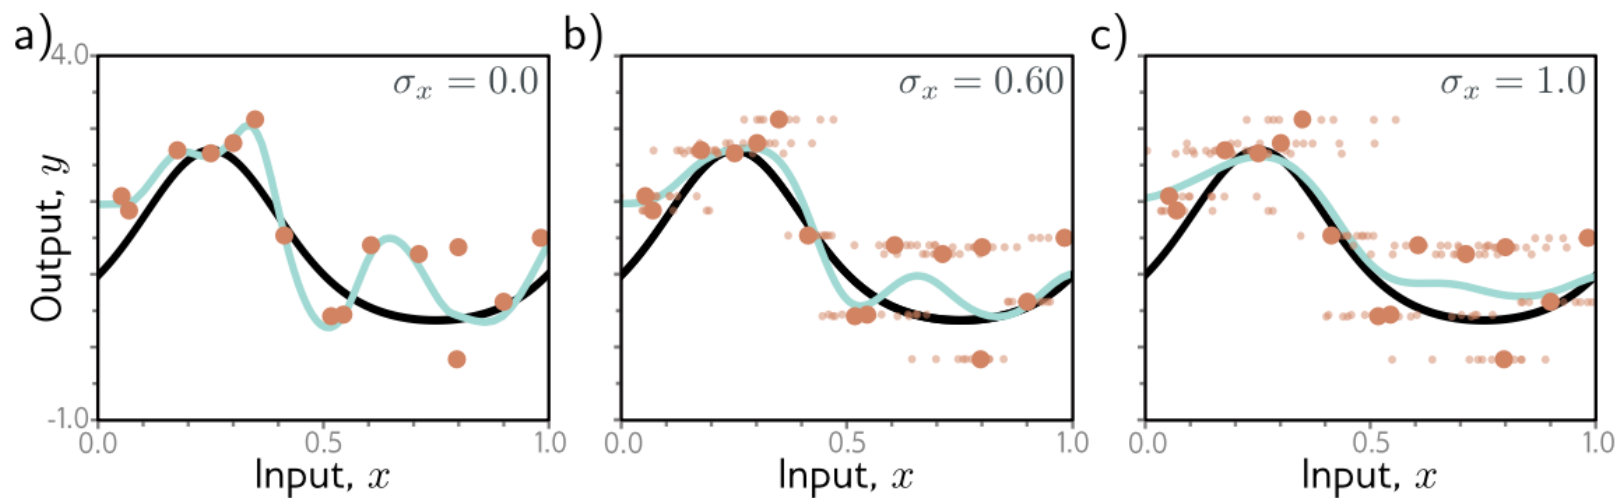 a)
4.0
σₓ = 0.0
Output, y
-1.0
0.0 0.5 1.0
Input, x
b)
σₓ = 0.60
0.0 0.5 1.0
Input, x
c)
σₓ = 1.0
0.0 0.5 1.0
Input, x